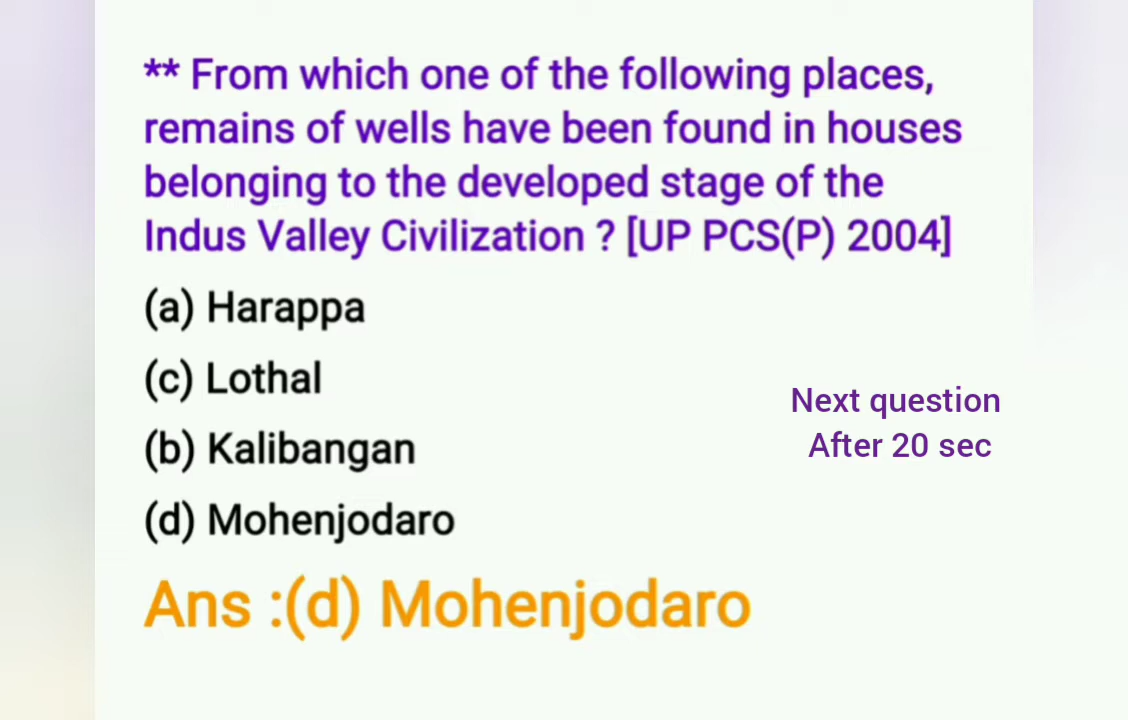 ** From which one of the following places,
remains of wells have been found in houses
belonging to the developed stage of the
Indus Valley Civilization ? [UP PCS(P) 2004]
(a) Harappa
(c) Lothal
(b) Kalibangan
(d) Mohenjodaro
Next question
After 20 sec
Ans :(d) Mohenjodaro